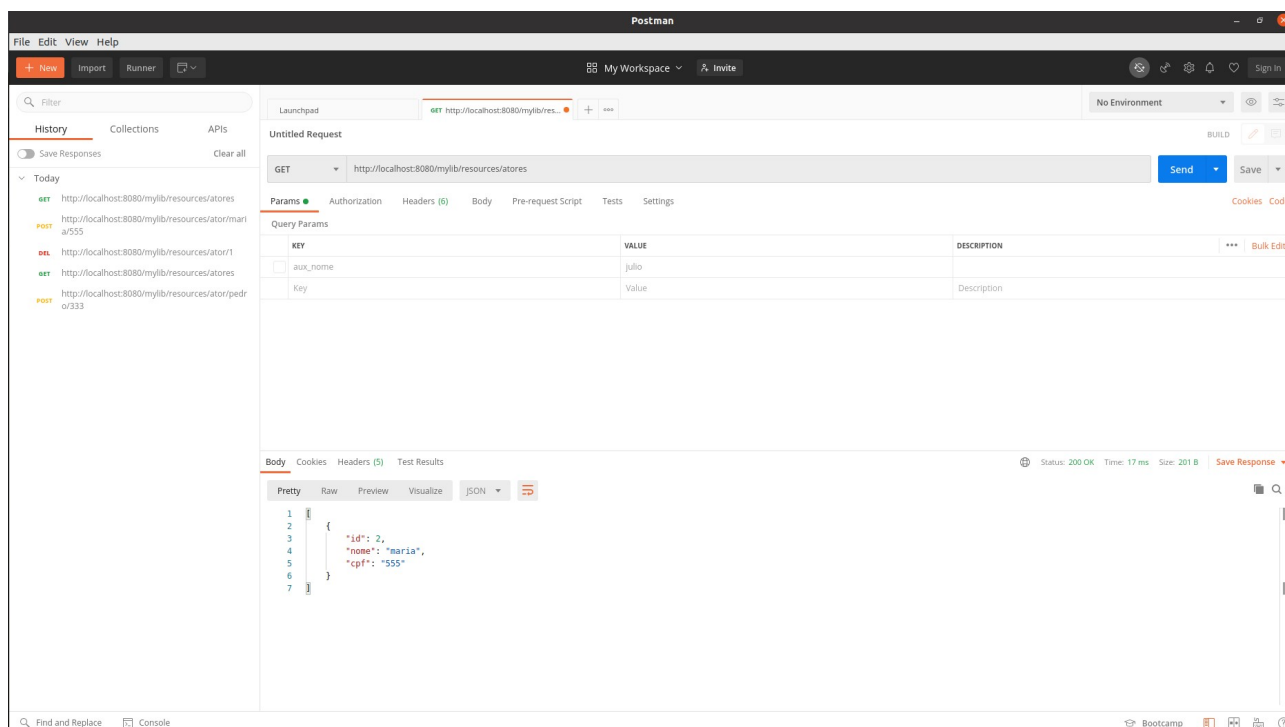 Postman
File Edit View Help
+ New Import Runner My Workspace Invite Sign In
Filter
History Collections APIs
Save Responses Clear all
Today
GET http://localhost:8080/mylib/resources/atores
POST http://localhost:8080/mylib/resources/ator/mari
a/555
DEL http://localhost:8080/mylib/resources/ator/1
GET http://localhost:8080/mylib/resources/atores
POST http://localhost:8080/mylib/resources/ator/pedr
o/333
Launchpad GET http://localhost:8080/mylib/res... + ••• No Environment
Untitled Request BUILD
GET http://localhost:8080/mylib/resources/atores Send Save
Params Authorization Headers (6) Body Pre-request Script Tests Settings Cookies Cod
Query Params
KEY VALUE DESCRIPTION ••• Bulk Edit
aux_nome julio
Key Value Description
Body Cookies Headers (5) Test Results Status: 200 OK Time: 17 ms Size: 201 B Save Response
Pretty Raw Preview Visualize JSON
1 [
2 {
3 "id": 2,
4 "nome": "maria",
5 "cpf": "555"
6 }
7 ]
Find and Replace Console Bootcamp